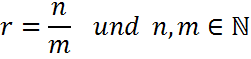 r = n/m und n, m ∈ ℕ